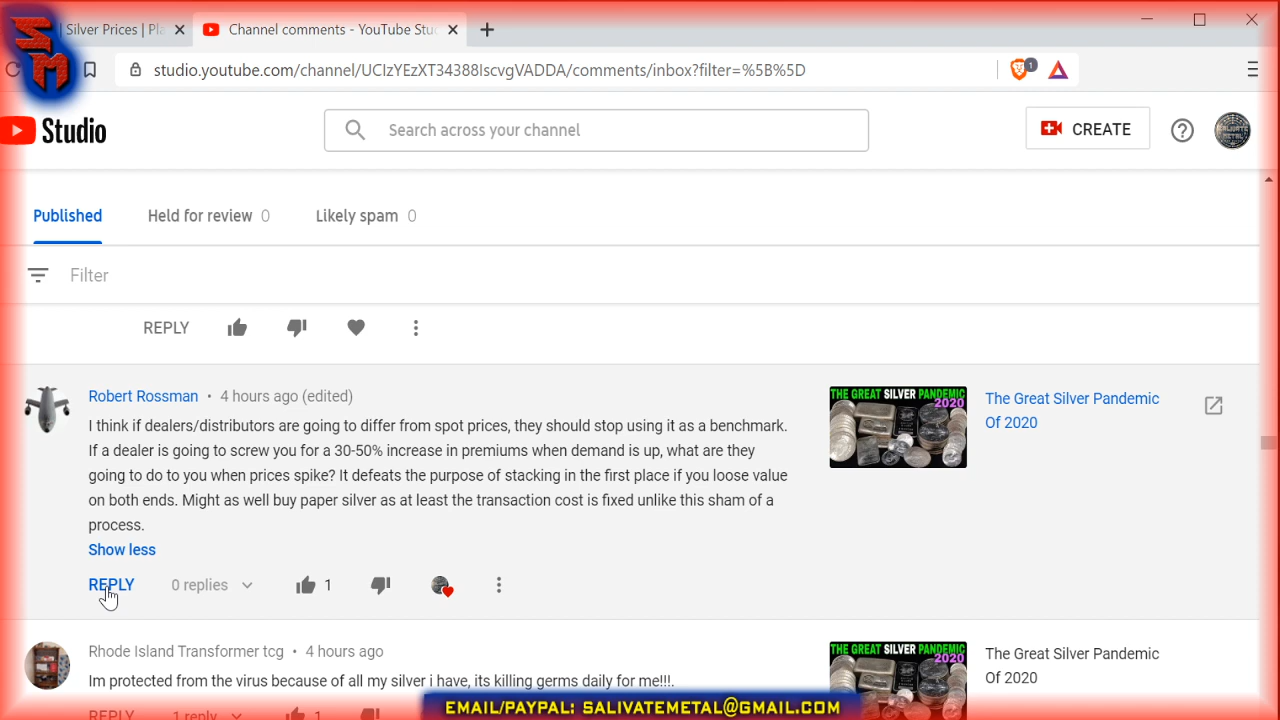 SM
| Silver Prices | Pla
Channel comments - YouTube Stu
studio.youtube.com/channel/UCIzYEzXT34388IscvgVADDA/comments/inbox?filter=%5B%5D
1
Studio
Search across your channel
CREATE
SALIVATE METAL
Published
Held for review 0
Likely spam 0
Filter
REPLY
Robert Rossman • 4 hours ago (edited)
I think if dealers/distributors are going to differ from spot prices, they should stop using it as a benchmark.
If a dealer is going to screw you for a 30-50% increase in premiums when demand is up, what are they
going to do to you when prices spike? It defeats the purpose of stacking in the first place if you loose value
on both ends. Might as well buy paper silver as at least the transaction cost is fixed unlike this sham of a
process.
Show less
REPLY
0 replies
1
THE GREAT SILVER PANDEMIC
2020
The Great Silver Pandemic
Of 2020
Rhode Island Transformer tcg • 4 hours ago
Im protected from the virus because of all my silver i have, its killing germs daily for me!!!.
REPLY
1 reply
1
THE GREAT SILVER PANDEMIC
2020
The Great Silver Pandemic
Of 2020
EMAIL/PAYPAL: SALIVATEMETAL@GMAIL.COM